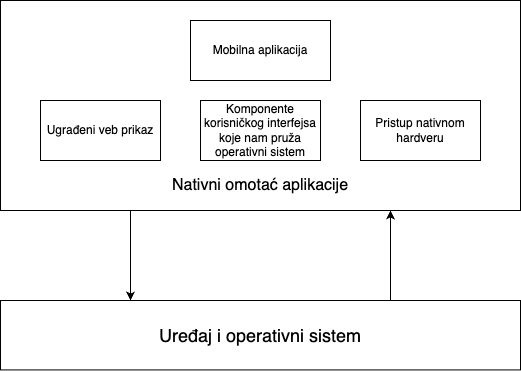 Mobilna aplikacija
Ugrađeni veb prikaz
Komponente
korisničkog interfejsa
koje nam pruža
operativni sistem
Pristup nativnom
hardveru
Nativni omotać aplikacije
Uređaj i operativni sistem